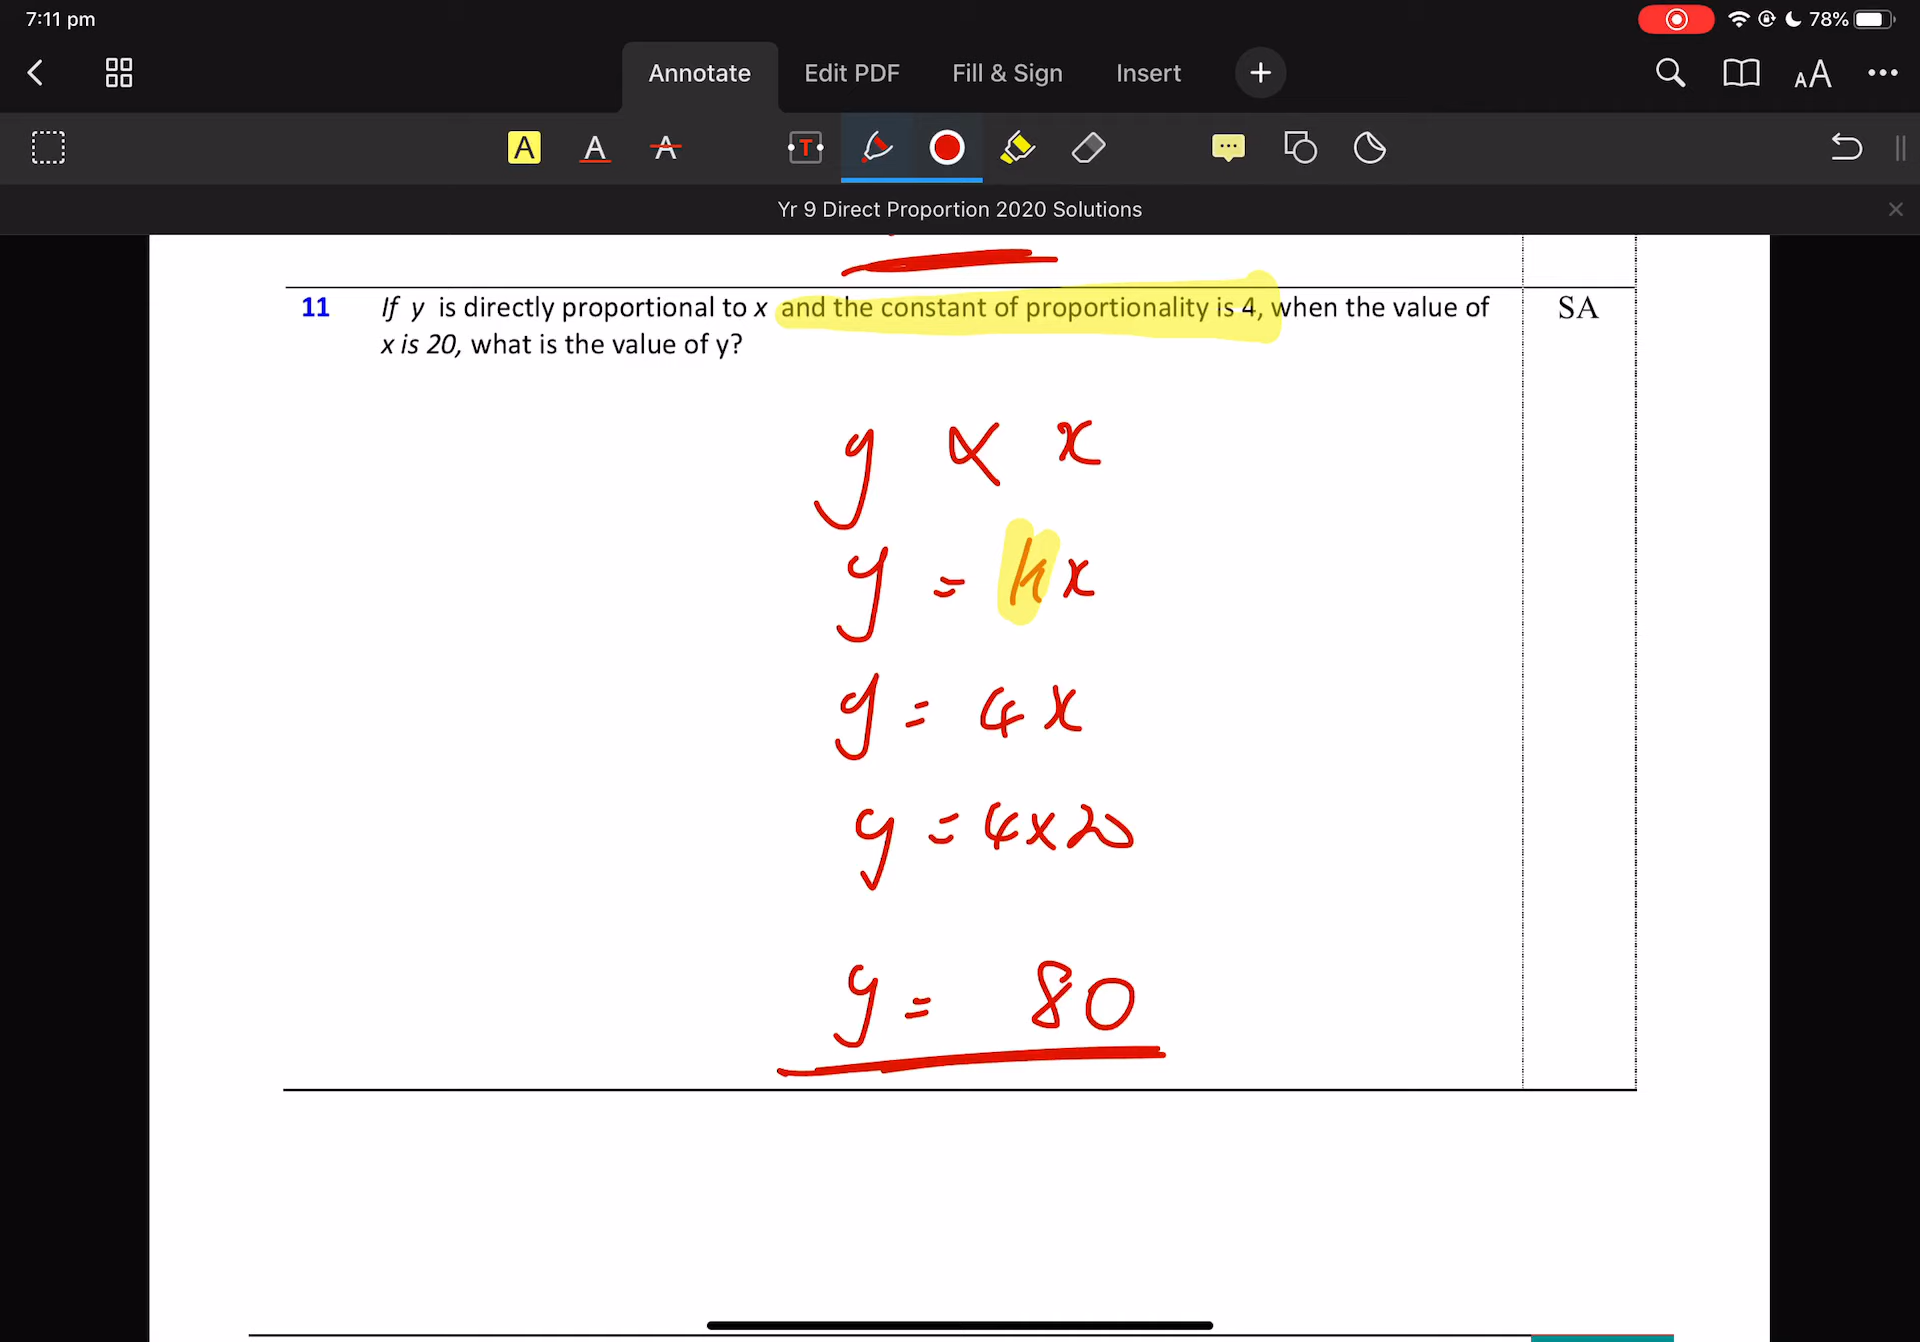 7:11 pm
78%
Annotate
Edit PDF
Fill & Sign
Insert
+
AA
A
A
A
T
Yr 9 Direct Proportion 2020 Solutions
11 If y is directly proportional to x and the constant of proportionality is 4, when the value of SA
x is 20, what is the value of y?
y ∝ x
y = kx
y = 4x
y = 4x20
y = 80